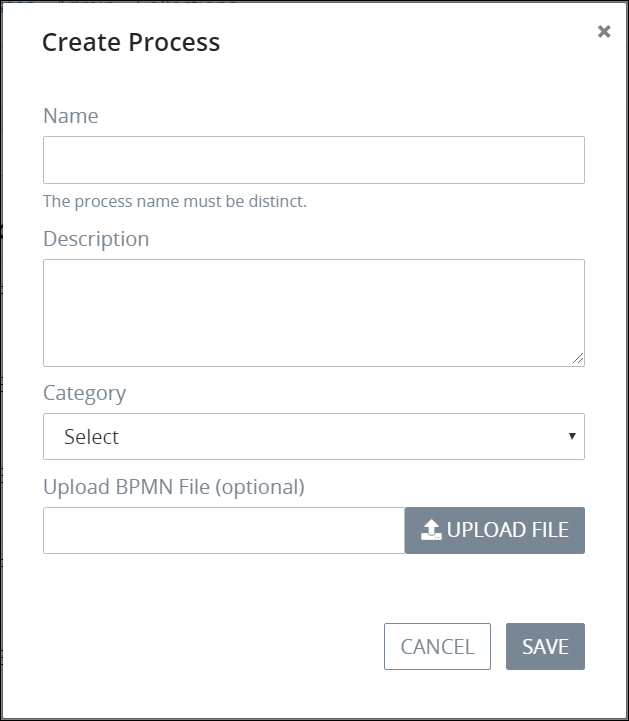 Create Process
×
Name
The process name must be distinct.
Description
Category
Select
Upload BPMN File (optional)
UPLOAD FILE
CANCEL
SAVE